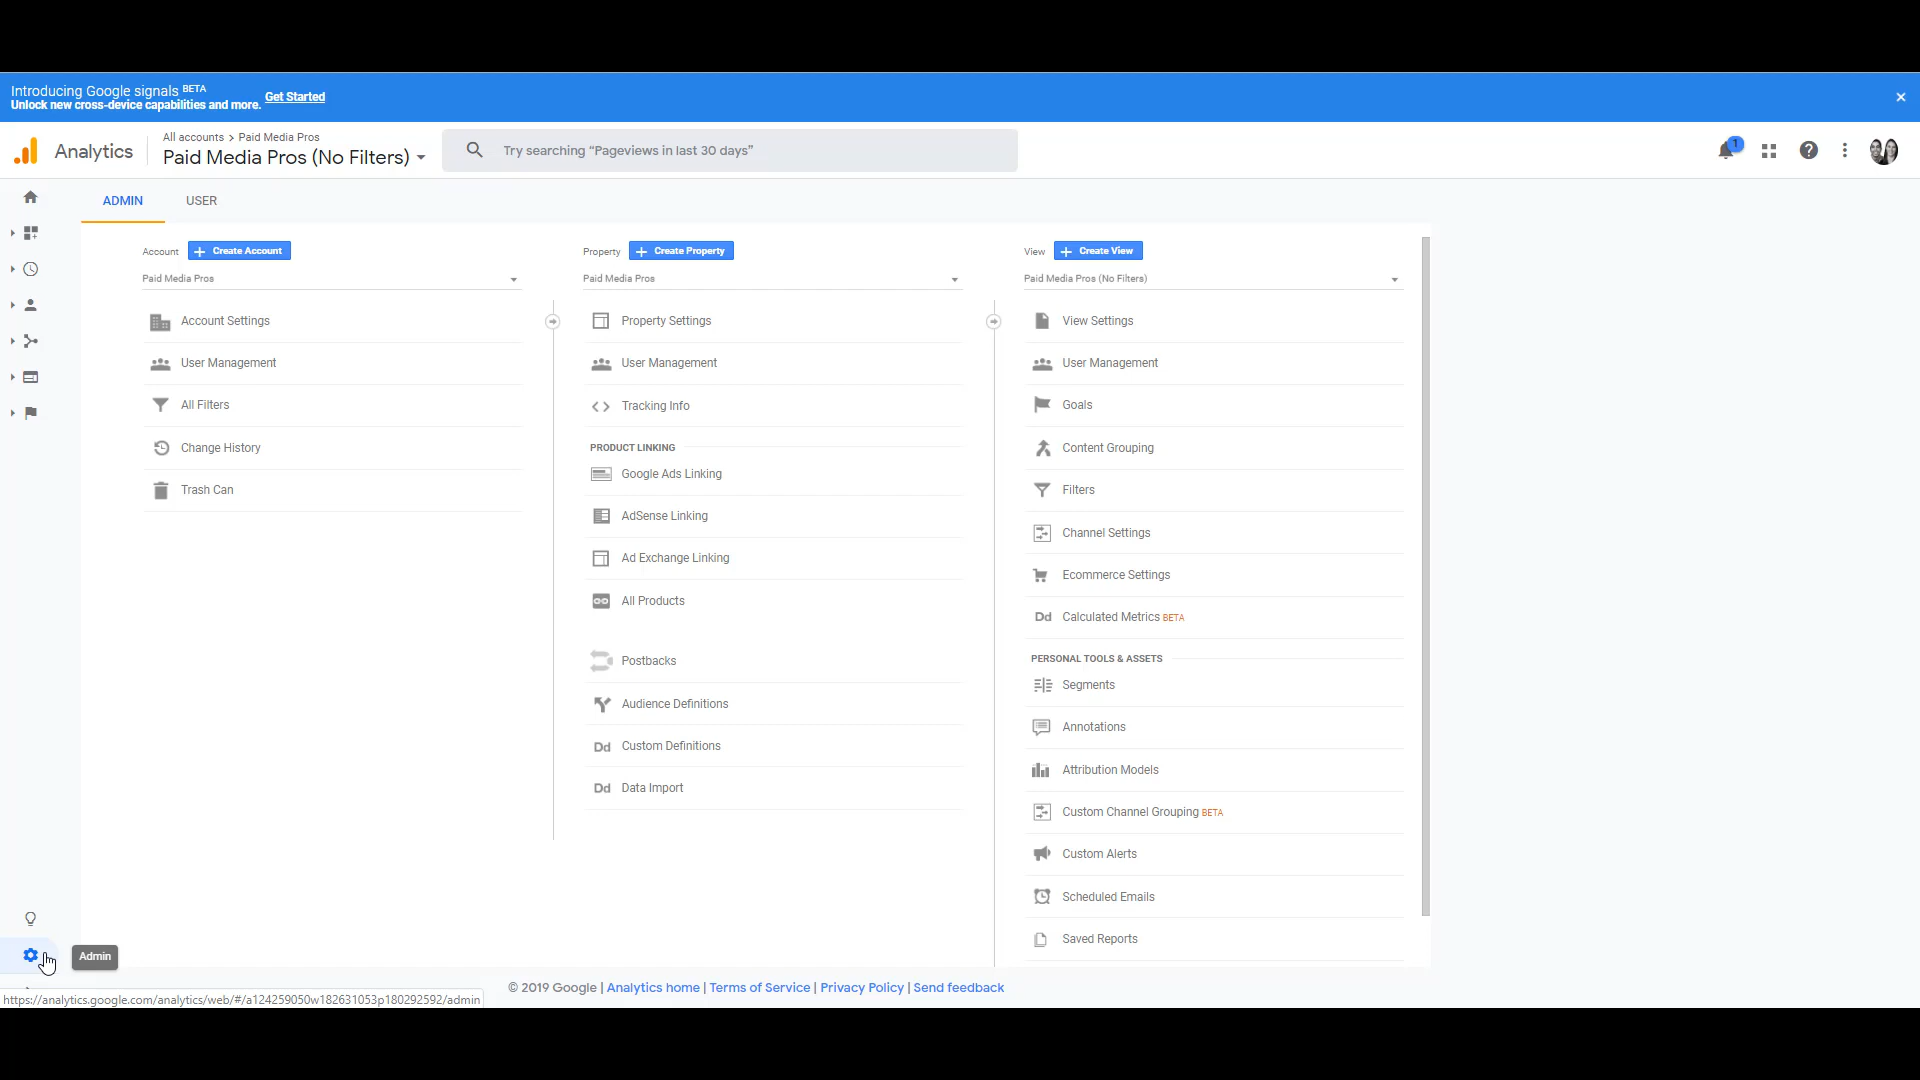 Introducing Google signals BETA
Unlock new cross-device capabilities and more. Get Started
Analytics
All accounts > Paid Media Pros
Paid Media Pros (No Filters)
Try searching “Pageviews in last 30 days”
1
ADMIN
USER
Account
+ Create Account
Paid Media Pros
Account Settings
User Management
All Filters
Change History
Trash Can
Property
+ Create Property
Paid Media Pros
Property Settings
User Management
Tracking Info
PRODUCT LINKING
Google Ads Linking
AdSense Linking
Ad Exchange Linking
All Products
Postbacks
Audience Definitions
Dd Custom Definitions
Dd Data Import
View
+ Create View
Paid Media Pros (No Filters)
View Settings
User Management
Goals
Content Grouping
Filters
Channel Settings
Ecommerce Settings
Dd Calculated Metrics BETA
PERSONAL TOOLS & ASSETS
Segments
Annotations
Attribution Models
Custom Channel Grouping BETA
Custom Alerts
Scheduled Emails
Saved Reports
Admin
© 2019 Google | Analytics home | Terms of Service | Privacy Policy | Send feedback
https://analytics.google.com/analytics/web/#/a124259050w182631053p180292592/admin